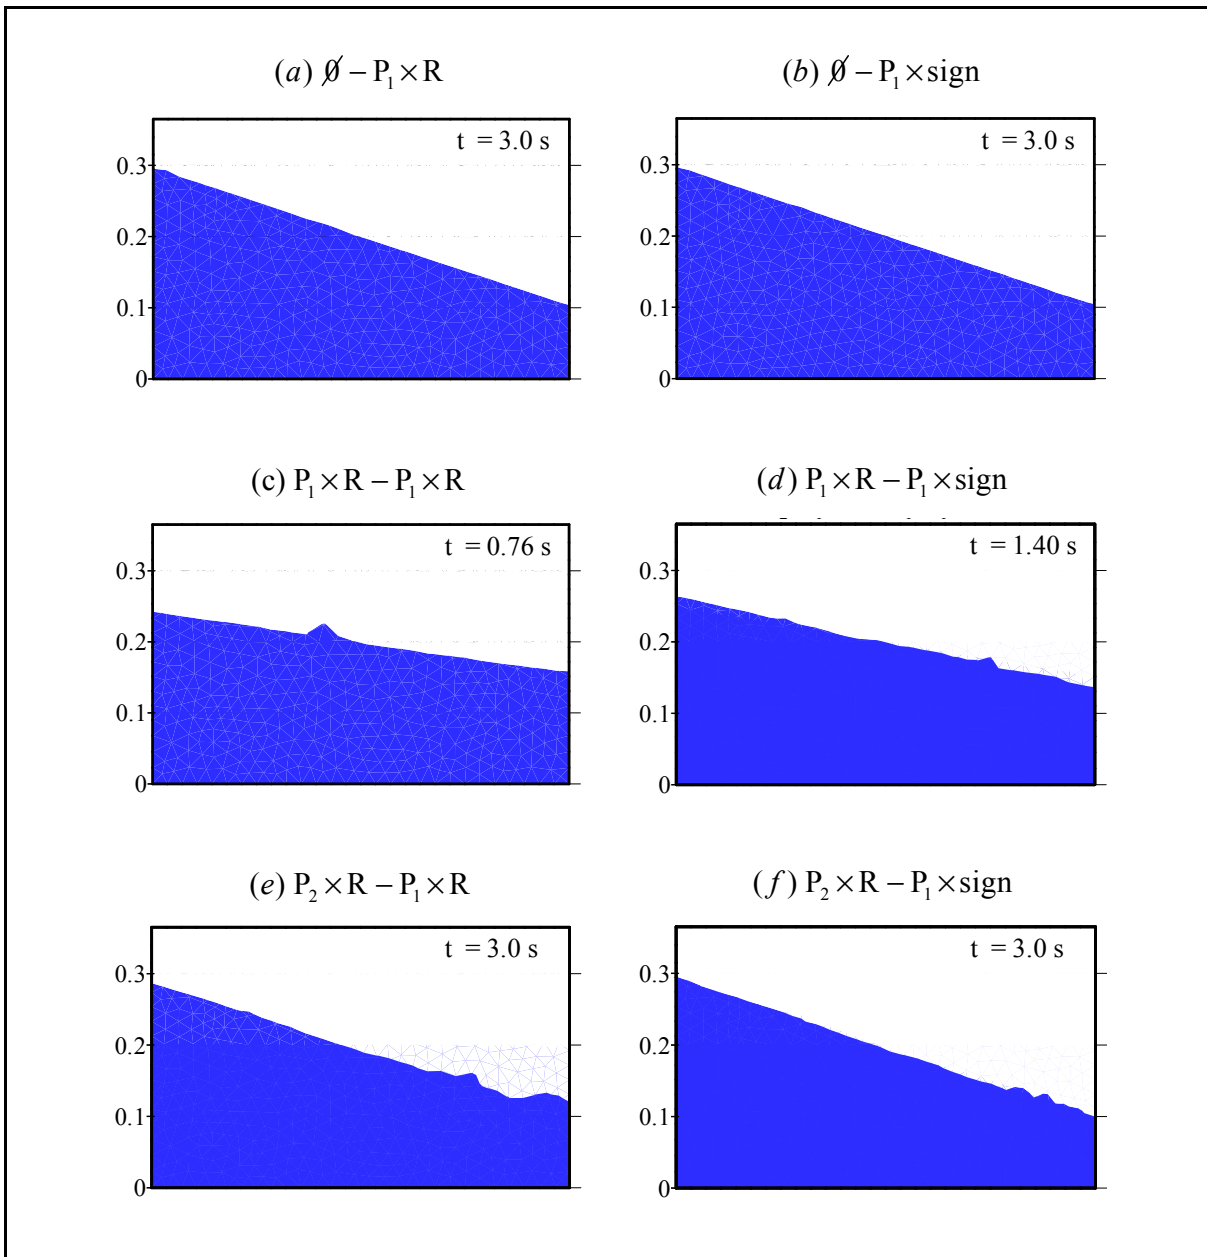 (a) ∅ − P₁ × R
(b) ∅ − P₁ × sign
t = 3.0 s
0.3
0.2
0.1
0
t = 3.0 s
0.3
0.2
0.1
0
(c) P₁ × R − P₁ × R
(d) P₁ × R − P₁ × sign
t = 0.76 s
0.3
0.2
0.1
0
t = 1.40 s
0.3
0.2
0.1
0
(e) P₂ × R − P₁ × R
(f) P₂ × R − P₁ × sign
t = 3.0 s
0.3
0.2
0.1
0
t = 3.0 s
0.3
0.2
0.1
0